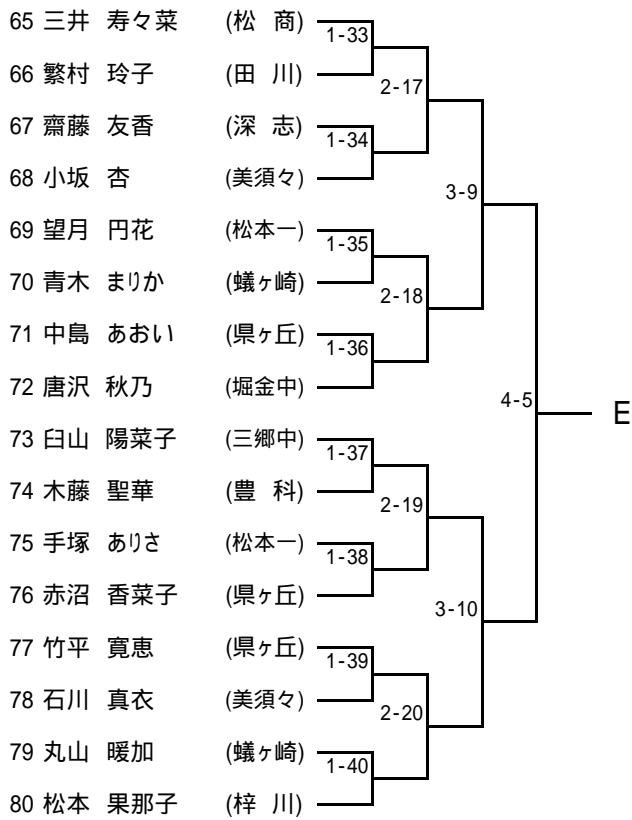 65 三井 寿々菜 (松 商)
1-33
66 繁村 玲子 (田 川)
2-17
67 齋藤 友香 (深 志)
1-34
68 小坂 杏 (美須々)
3-9
69 望月 円花 (松本一)
1-35
70 青木 まりか (蟻ヶ崎)
2-18
71 中島 あおい (県ヶ丘)
1-36
72 唐沢 秋乃 (堀金中)
4-5 E
73 臼山 陽菜子 (三郷中)
1-37
74 木藤 聖華 (豊 科)
2-19
75 手塚 ありさ (松本一)
1-38
76 赤沼 香菜子 (県ヶ丘)
3-10
77 竹平 寛恵 (県ヶ丘)
1-39
78 石川 真衣 (美須々)
2-20
79 丸山 暖加 (蟻ヶ崎)
1-40
80 松本 果那子 (梓 川)